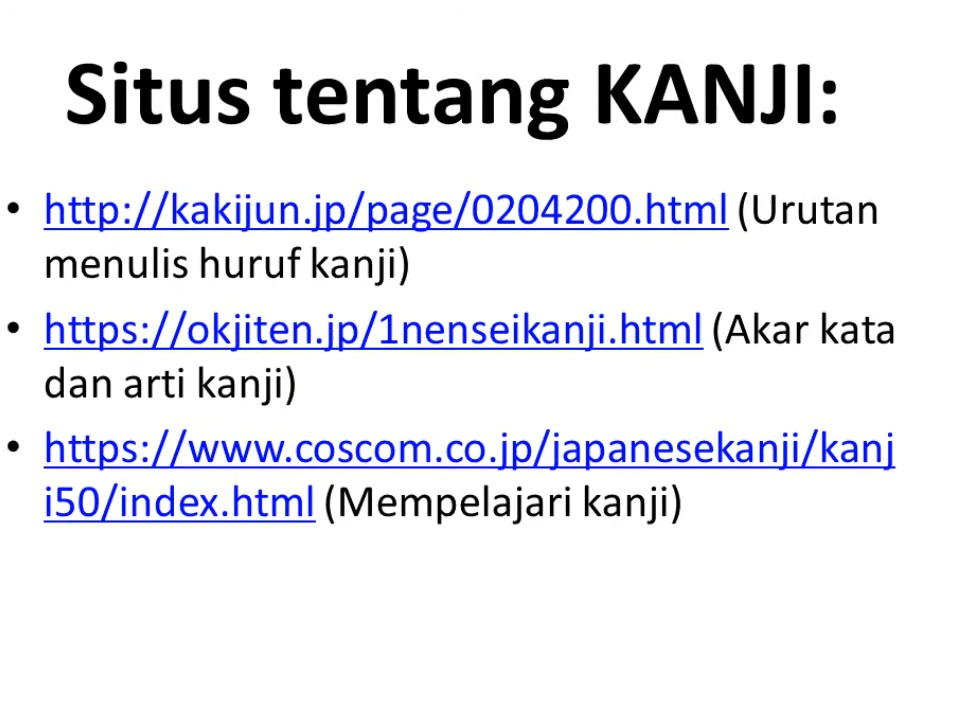 Situs tentang KANJI:
• http://kakijun.jp/page/0204200.html (Urutan
menulis huruf kanji)
• https://okjiten.jp/1nenseikanji.html (Akar kata
dan arti kanji)
• https://www.coscom.co.jp/japanesekanji/kanj
i50/index.html (Mempelajari kanji)